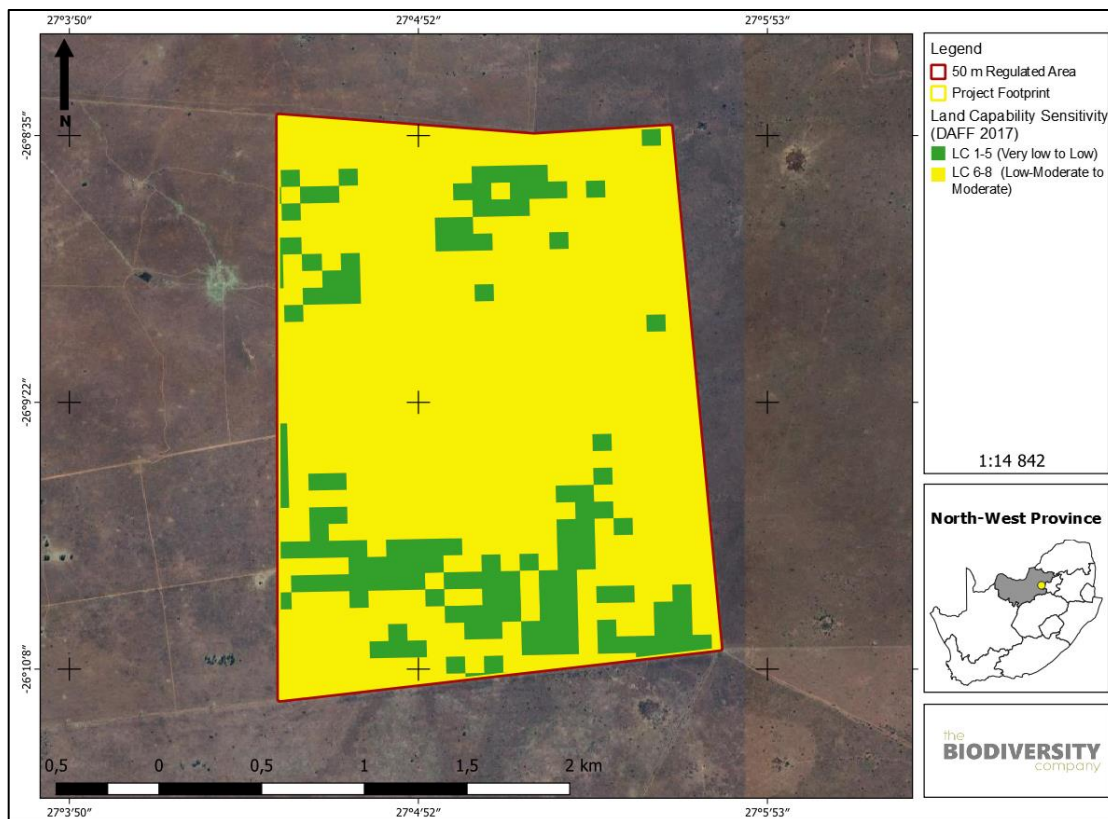 27°3'50"
27°4'52"
27°5'53"
N
-26°8'35"
-26°9'22"
-26°10'8"
0,5
0
0,5
1
1,5
2 km
27°3'50"
27°4'52"
27°5'53"
Legend
50 m Regulated Area
Project Footprint
Land Capability Sensitivity
(DAFF 2017)
LC 1-5 (Very low to Low)
LC 6-8 (Low-Moderate to
Moderate)
1:14 842
North-West Province
the
BIODIVERSITY
company